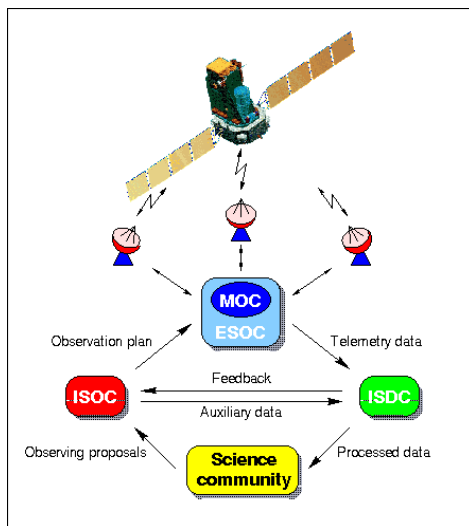 MOC
ESOC
Observation plan
Telemetry data
Feedback
ISOC
ISDC
Auxiliary data
Observing proposals
Science
community
Processed data